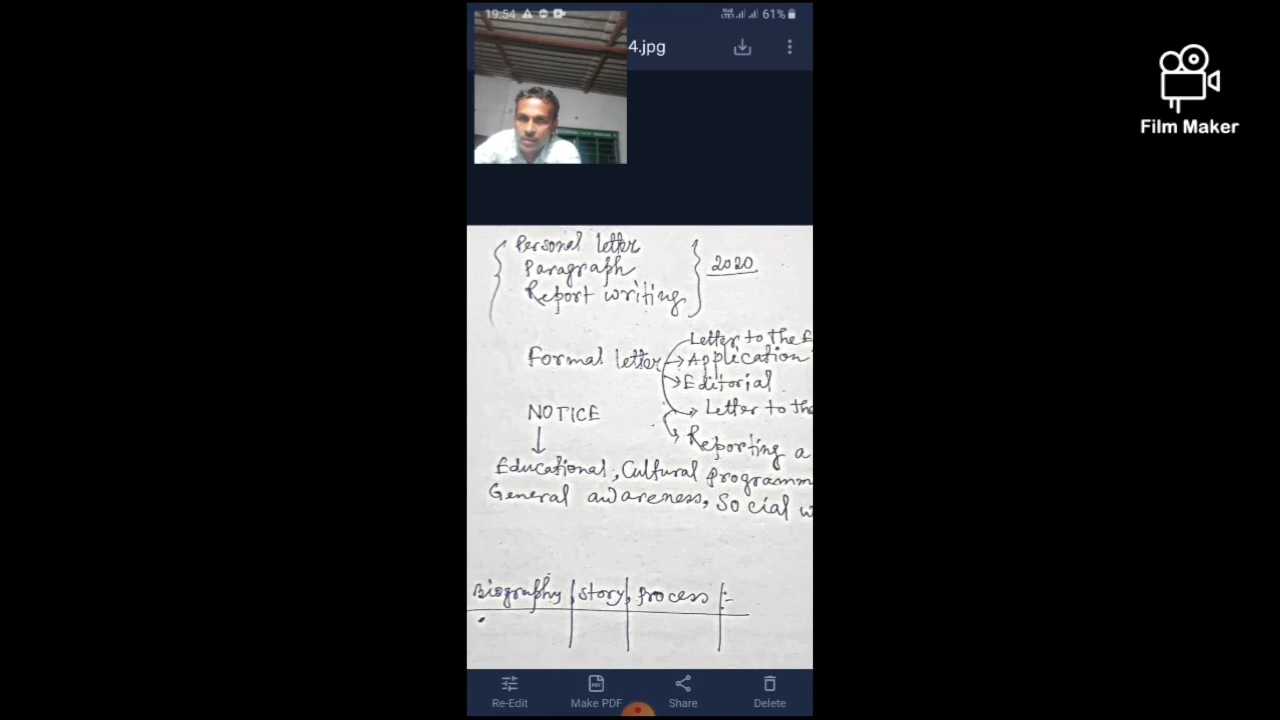 19:54 61%
4.jpg
Film Maker
Personal letter
Paragraph
Report writing
2020
Letter to the E
Formal letter → Application
→ Editorial
→ Letter to the
NOTICE
→ Reporting a
Educational, Cultural programm
General awareness, Social w
Biography, story, process :-
Re-Edit Make PDF Share Delete